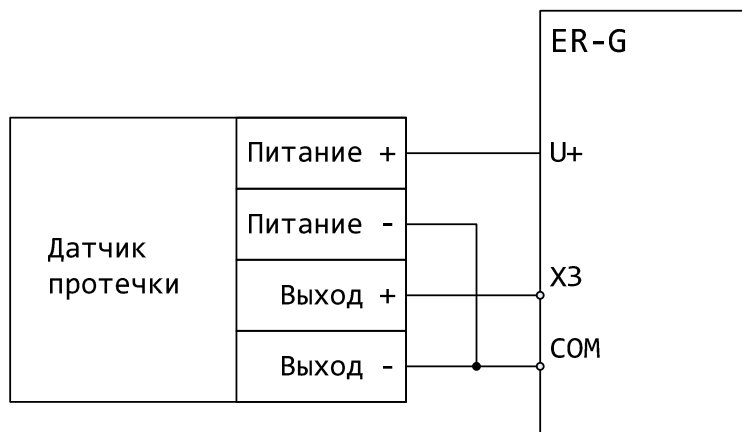 ER-G
Питание +
U+
Питание -
Датчик
протечки
Выход +
X3
Выход -
COM